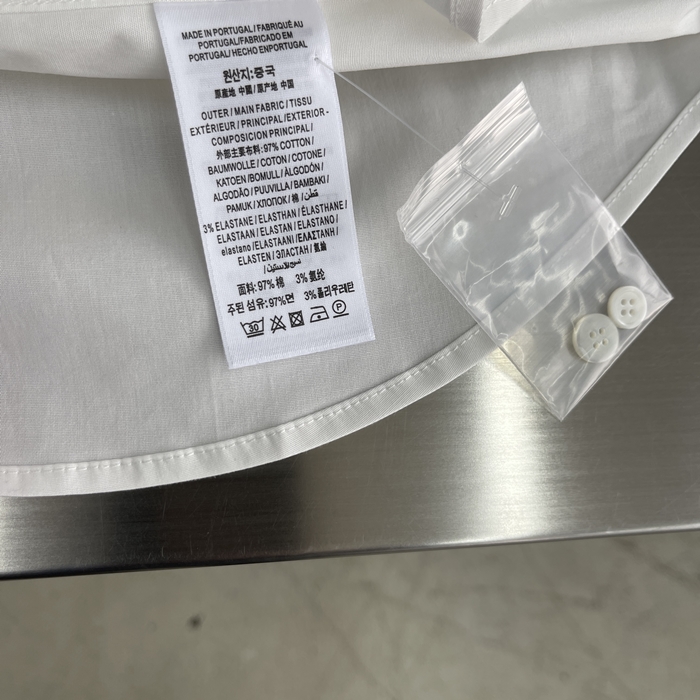 MADE IN PORTUGAL / FABRIQUÉ AU
PORTUGAL/FABRICADO EM
PORTUGAL/ HECHO ENPORTUGAL
원산지:중국
原產地 中國 / 原产地 中国
OUTER / MAIN FABRIC / TISSU
EXTÉRIEUR / PRINCIPAL / EXTERIOR -
COMPOSICION PRINCIPAL /
外部主要布料: 97% COTTON /
BAUMWOLLE / COTON / COTONE /
KATOEN / BOMULL / ÀLGODÓN /
ALGODÃO / PUUVILLA / BAMBAKI /
PAMUK / ХЛОПОК / 棉 / قطن /
3% ELASTANE / ELASTHAN / ÉLASTHANE /
ELASTAAN / ELASTAN / ELASTANO /
elastano / ELASTAANI / ΕΛΑΣΤΑΝΗ /
ELASTEN / ЭЛАСТАН / 氨綸
面料: 97% 棉 3% 氨纶
주된 섬유: 97%면 3%폴리우레탄
30 P